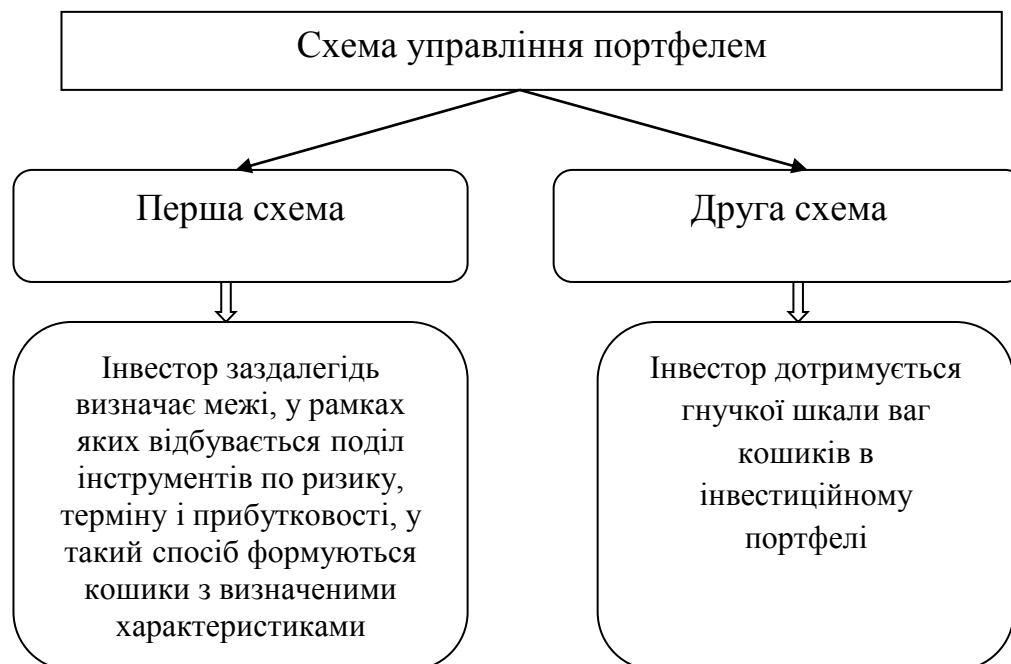 Схема управління портфелем
Перша схема
Друга схема
Інвестор заздалегідь
визначає межі, у рамках
яких відбувається поділ
інструментів по ризику,
терміну і прибутковості, у
такий спосіб формуються
кошики з визначеними
характеристиками
Інвестор дотримується
гнучкої шкали ваг
кошиків в
інвестиційному
портфелі